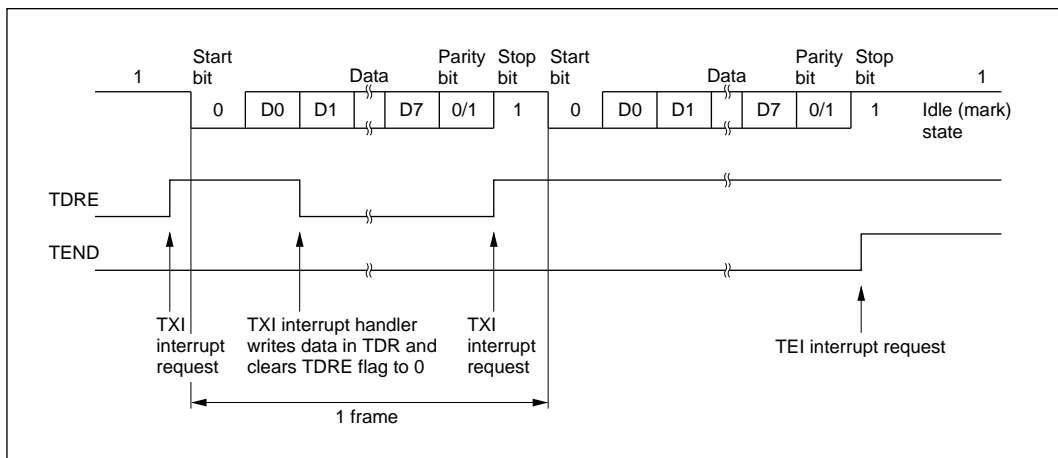 Start
bit
Parity
bit
Stop
bit
Start
bit
Parity
bit
Stop
bit
1
Data
Data
1
0
D0
D1
D7
0/1
1
0
D0
D1
D7
0/1
1
Idle (mark)
state
TDRE
TEND
TXI
interrupt
request
TXI interrupt handler
writes data in TDR and
clears TDRE flag to 0
TXI
interrupt
request
TEI interrupt request
1 frame